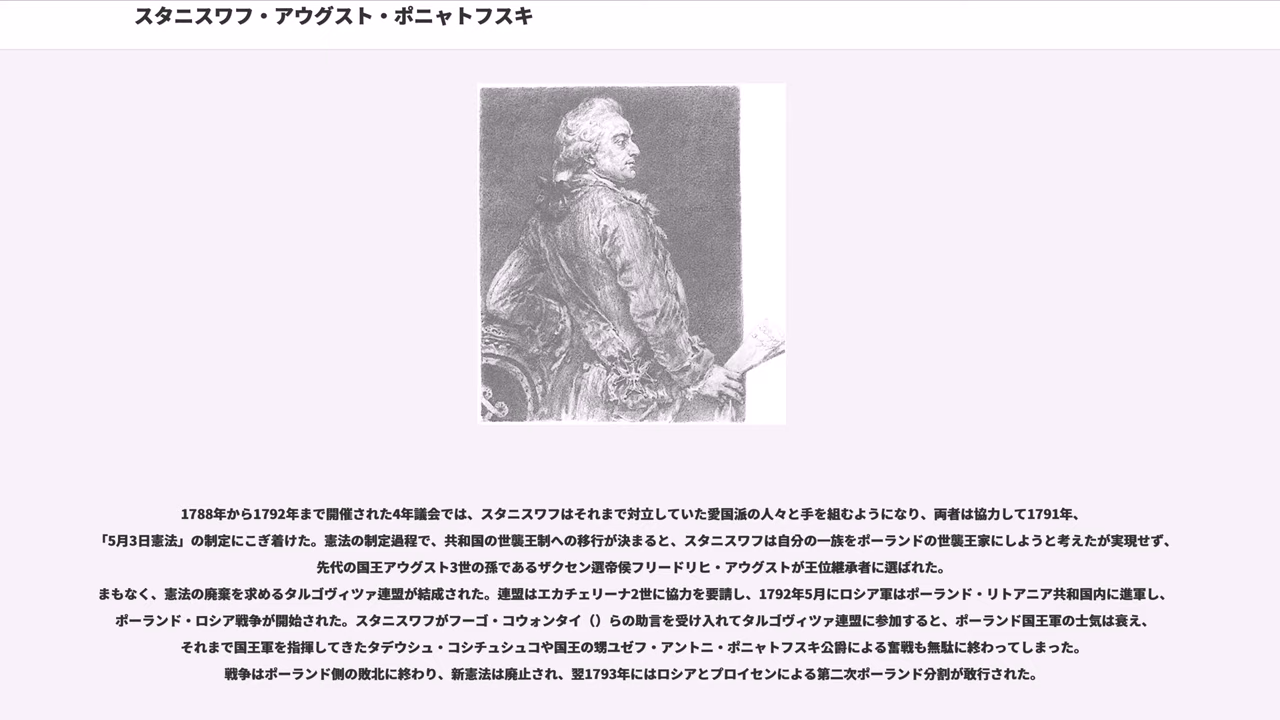 スタニスワフ・アウグスト・ポニャトフスキ
1788年から1792年まで開催された4年議会では、スタニスワフはそれまで対立していた愛国派の人々と手を組むようになり、両者は協力して1791年、
「5月3日憲法」の制定にこぎ着けた。憲法の制定過程で、共和国の世襲王制への移行が決まると、スタニスワフは自分の一族をポーランドの世襲王家にしようと考えたが実現せず、
先代の国王アウグスト3世の孫であるザクセン選帝侯フリードリヒ・アウグストが王位継承者に選ばれた。
まもなく、憲法の廃棄を求めるタルゴヴィツァ連盟が結成された。連盟はエカチェリーナ2世に協力を要請し、1792年5月にロシア軍はポーランド・リトアニア共和国内に進軍し、
ポーランド・ロシア戦争が開始された。スタニスワフがフーゴ・コウォンタイ（）らの助言を受け入れてタルゴヴィツァ連盟に参加すると、ポーランド国王軍の士気は衰え、
それまで国王軍を指揮してきたタデウシュ・コシチュシュコや国王の甥ユゼフ・アントニ・ポニャトフスキ公爵による奮戦も無駄に終わってしまった。
戦争はポーランド側の敗北に終わり、新憲法は廃止され、翌1793年にはロシアとプロイセンによる第二次ポーランド分割が敢行された。